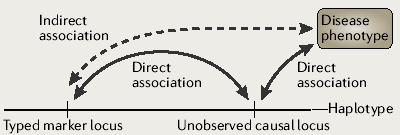 Indirect
association
Disease
phenotype
Direct
association
Direct
association
Haplotype
Typed marker locus
Unobserved causal locus